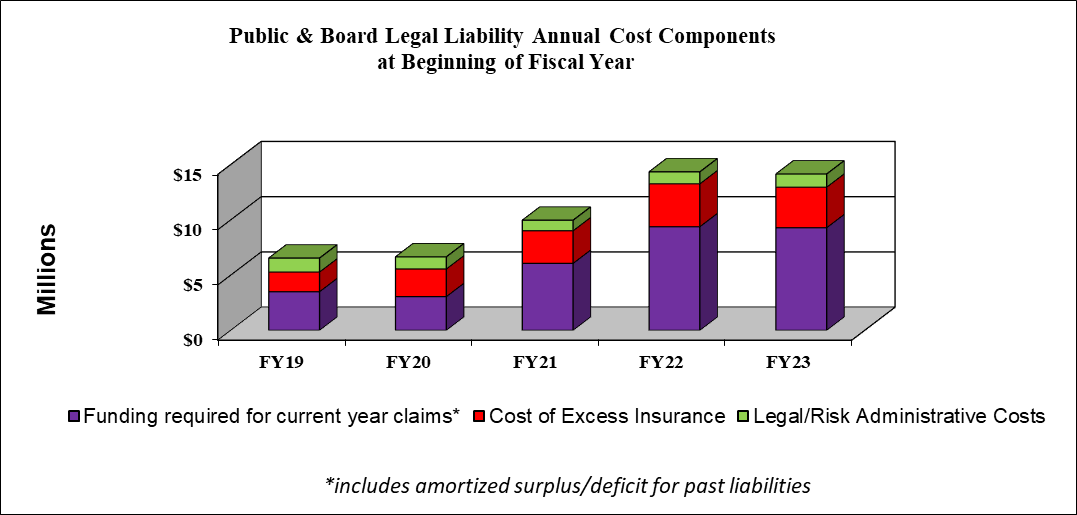 Public & Board Legal Liability Annual Cost Components
at Beginning of Fiscal Year
Millions
$15
$10
$5
$0
FY19 FY20 FY21 FY22 FY23
Funding required for current year claims* Cost of Excess Insurance Legal/Risk Administrative Costs
*includes amortized surplus/deficit for past liabilities